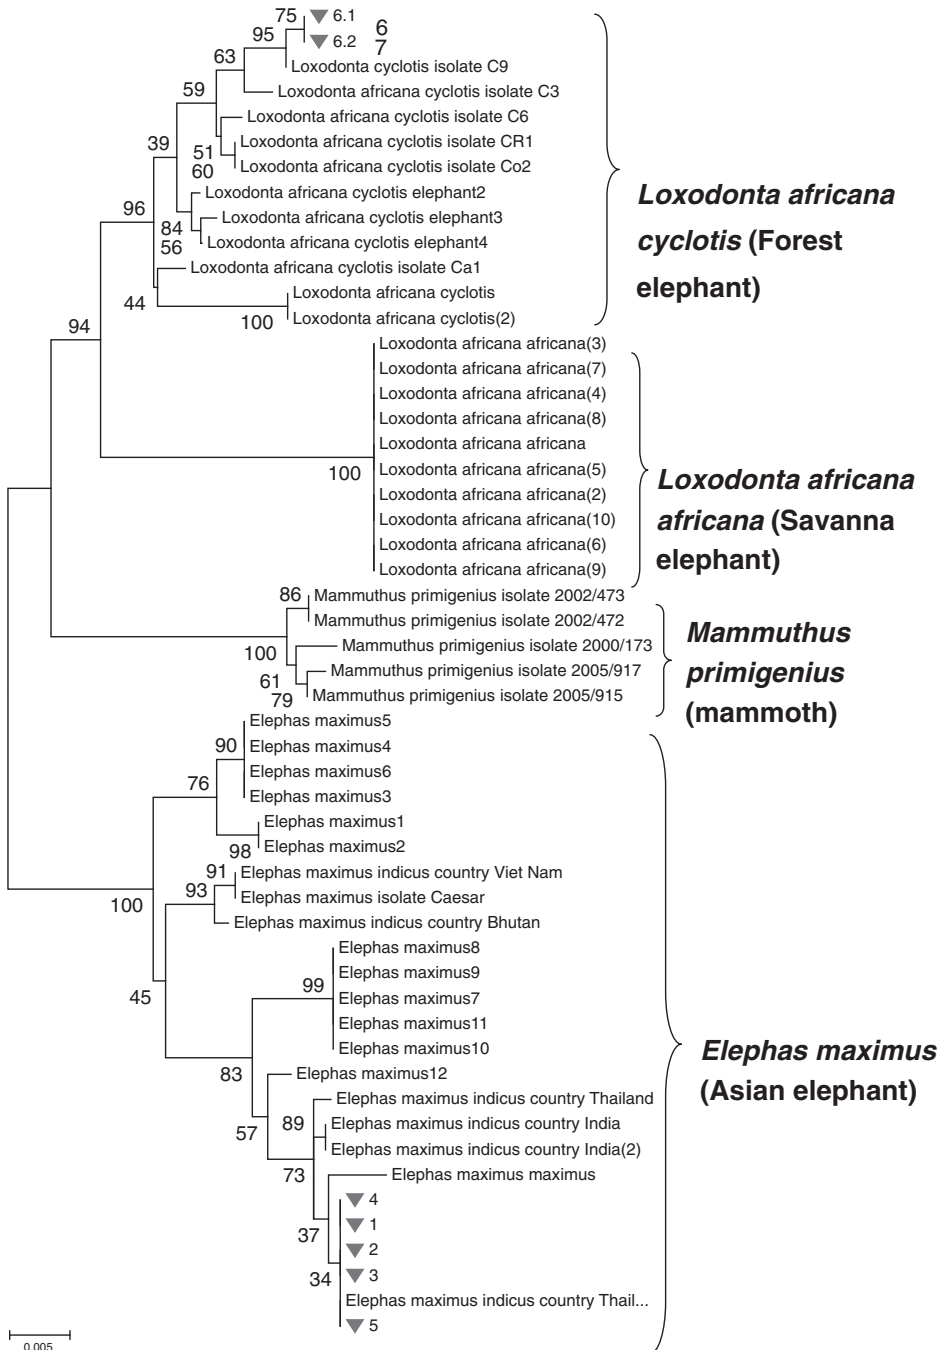 75
6.1
6.2
6
7
95
Loxodonta cyclotis isolate C9
63
Loxodonta africana cyclotis isolate C3
59
Loxodonta africana cyclotis isolate C6
39
Loxodonta africana cyclotis isolate CR1
51
60
Loxodonta africana cyclotis isolate Co2
Loxodonta africana cyclotis elephant2
96
84
56
Loxodonta africana cyclotis elephant3
Loxodonta africana cyclotis elephant4
Loxodonta africana cyclotis isolate Ca1
44
Loxodonta africana cyclotis
100
Loxodonta africana cyclotis(2)
Loxodonta africana
cyclotis (Forest
elephant)
94
Loxodonta africana africana(3)
Loxodonta africana africana(7)
Loxodonta africana africana(4)
Loxodonta africana africana(8)
Loxodonta africana africana
100
Loxodonta africana africana(5)
Loxodonta africana africana(2)
Loxodonta africana africana(10)
Loxodonta africana africana(6)
Loxodonta africana africana(9)
Loxodonta africana
africana (Savanna
elephant)
86
Mammuthus primigenius isolate 2002/473
Mammuthus primigenius isolate 2002/472
100
Mammuthus primigenius isolate 2000/173
61
Mammuthus primigenius isolate 2005/917
79
Mammuthus primigenius isolate 2005/915
Mammuthus
primigenius
(mammoth)
Elephas maximus5
90
Elephas maximus4
76
Elephas maximus6
Elephas maximus3
Elephas maximus1
98
Elephas maximus2
91
Elephas maximus indicus country Viet Nam
93
Elephas maximus isolate Caesar
100
Elephas maximus indicus country Bhutan
Elephas maximus8
Elephas maximus9
45
99
Elephas maximus7
Elephas maximus11
Elephas maximus10
83
Elephas maximus12
Elephas maximus indicus country Thailand
57
89
Elephas maximus indicus country India
Elephas maximus indicus country India(2)
73
Elephas maximus maximus
4
1
37
2
34
3
Elephas maximus indicus country Thail...
5
Elephas maximus
(Asian elephant)
0.005